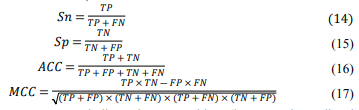 Sn = TP / (TP + FN) (14)
Sp = TN / (TN + FP) (15)
ACC = (TP + TN) / (TP + FP + TN + FN) (16)
MCC = (TP × TN − FP × FN) / √((TP + FP) × (TN + FN) × (TP + FN) × (TN + FP)) (17)